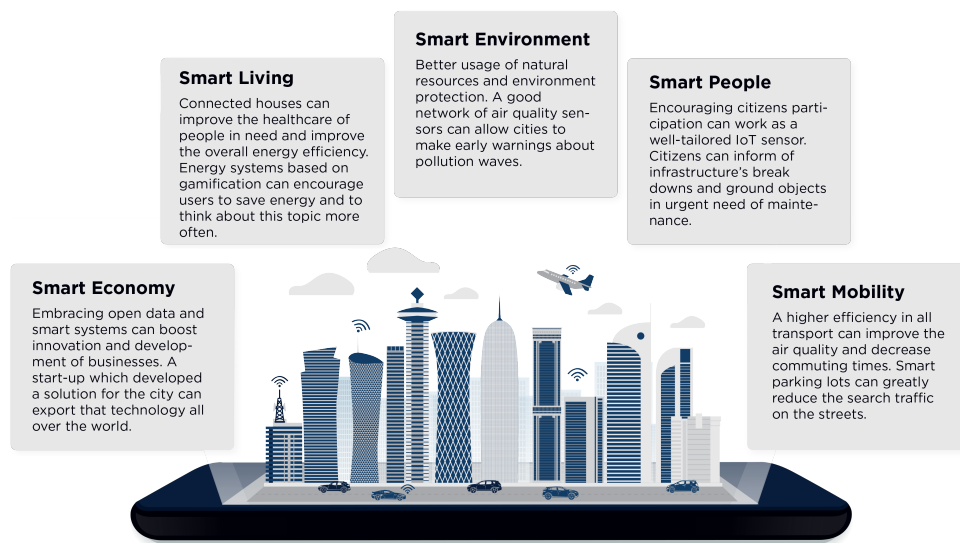 Smart Environment
Better usage of natural
resources and environment
protection. A good
network of air quality sen-
sors can allow cities to
make early warnings about
pollution waves.
Smart Living
Connected houses can
improve the healthcare of
people in need and improve
the overall energy efficiency.
Energy systems based on
gamification can encourage
users to save energy and to
think about this topic more
often.
Smart People
Encouraging citizens parti-
cipation can work as a
well-tailored IoT sensor.
Citizens can inform of
infrastructure's break
downs and ground objects
in urgent need of mainte-
nance.
Smart Economy
Embracing open data and
smart systems can boost
innovation and develop-
ment of businesses. A
start-up which developed
a solution for the city can
export that technology all
over the world.
Smart Mobility
A higher efficiency in all
transport can improve the
air quality and decrease
commuting times. Smart
parking lots can greatly
reduce the search traffic
on the streets.